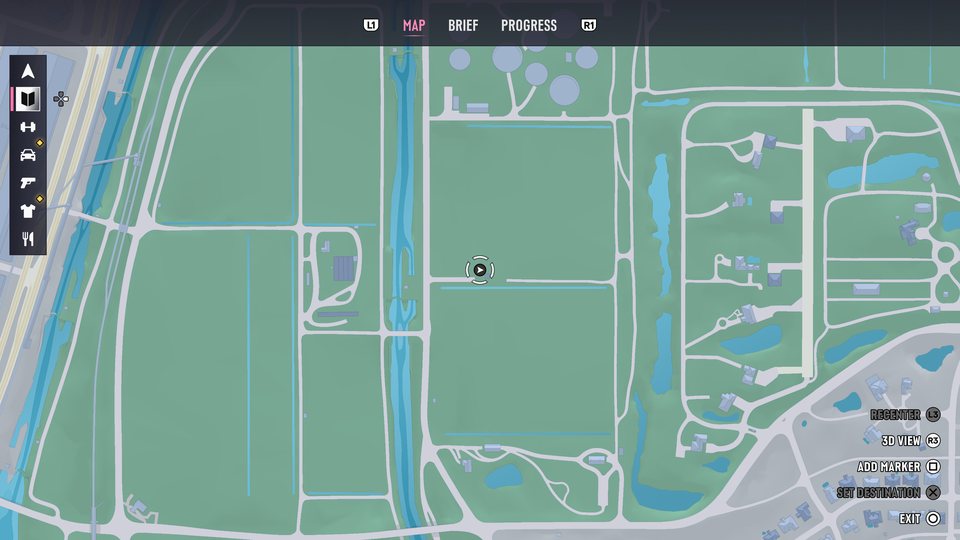 L1 MAP BRIEF PROGRESS R1
RECENTER L3
3D VIEW R3
ADD MARKER
SET DESTINATION
EXIT